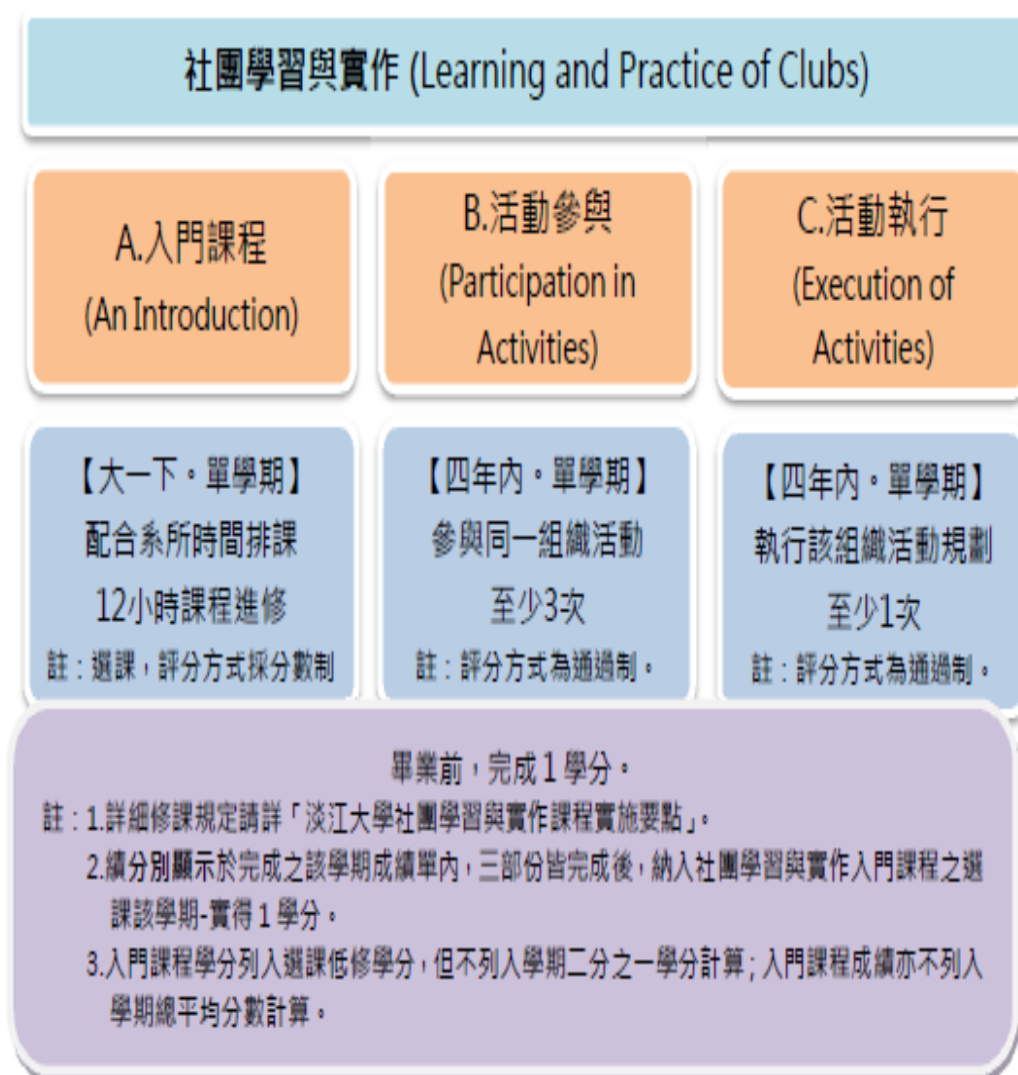 社團學習與實作 (Learning and Practice of Clubs)
A.入門課程
(An Introduction)
B.活動參與
(Participation in
Activities)
C.活動執行
(Execution of
Activities)
【大一下。單學期】
配合系所時間排課
12小時課程進修
註：選課，評分方式採分數制
【四年內。單學期】
參與同一組織活動
至少3次
註：評分方式為通過制。
【四年內。單學期】
執行該組織活動規劃
至少1次
註：評分方式為通過制。
畢業前，完成 1 學分。
註：1.詳細修課規定請詳「淡江大學社團學習與實作課程實施要點」。
2.績分別顯示於完成之該學期成績單內，三部份皆完成後，納入社團學習與實作入門課程之選
課該學期-實得 1 學分。
3.入門課程學分列入選課低修學分，但不列入學期二分之一學分計算；入門課程成績亦不列入
學期總平均分數計算。